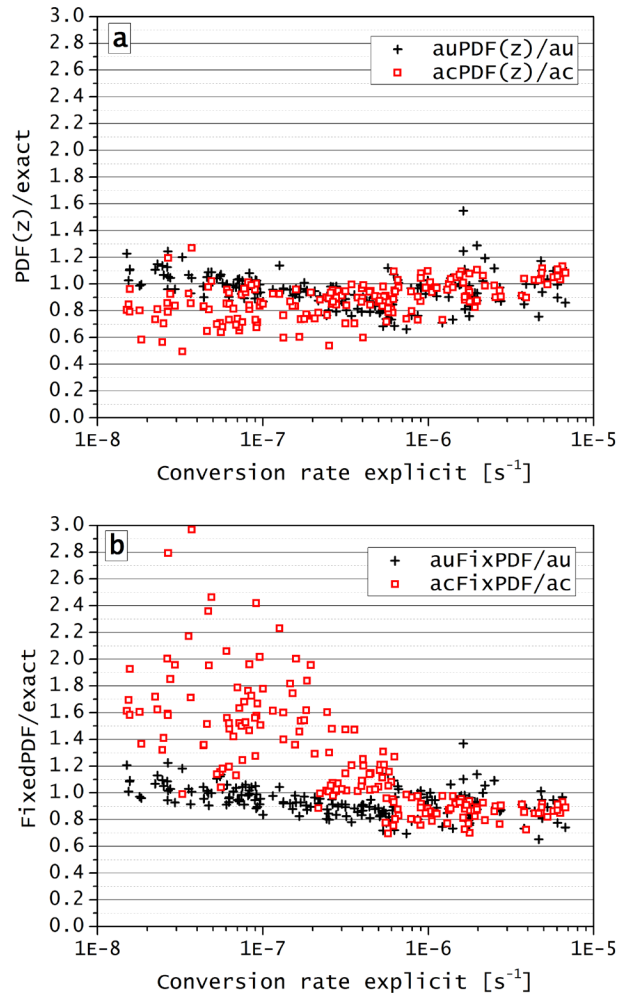 a
auPDF(z)/au
acPDF(z)/ac
PDF(z)/exact
3.0
2.8
2.6
2.4
2.2
2.0
1.8
1.6
1.4
1.2
1.0
0.8
0.6
0.4
0.2
0.0
1E-8
1E-7
1E-6
1E-5
Conversion rate explicit [s⁻¹]
b
auFixPDF/au
acFixPDF/ac
FixedPDF/exact
3.0
2.8
2.6
2.4
2.2
2.0
1.8
1.6
1.4
1.2
1.0
0.8
0.6
0.4
0.2
0.0
1E-8
1E-7
1E-6
1E-5
Conversion rate explicit [s⁻¹]